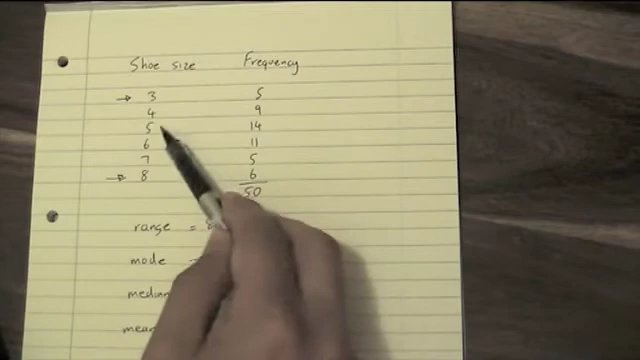 Shoe size Frequency
→ 3 5
4 9
5 14
6 11
7 5
→ 8 6
50
range =
mode
median
mean